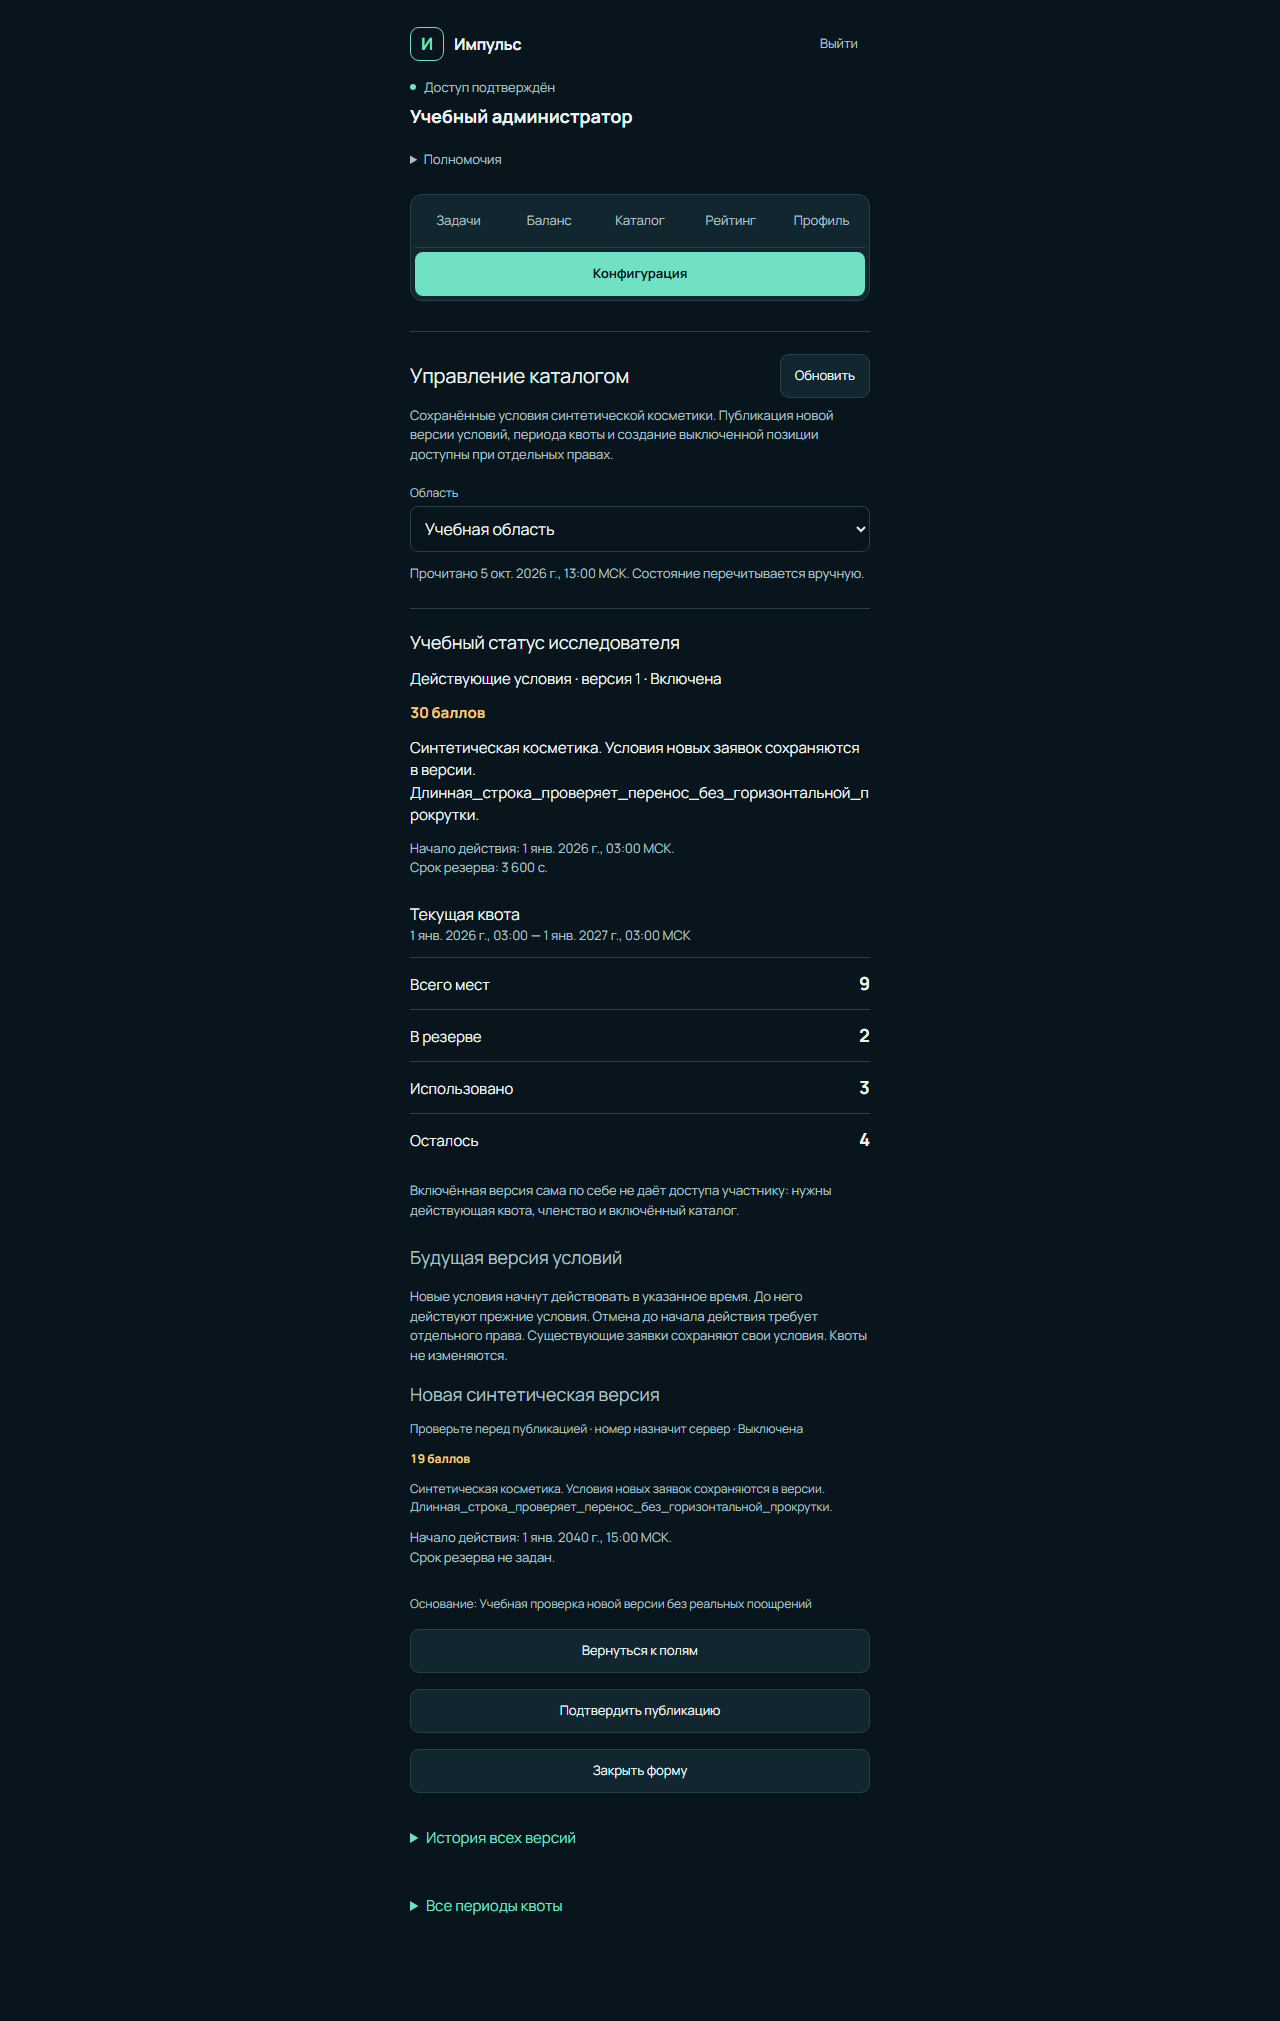 И Импульс
Выйти
Доступ подтверждён
Учебный администратор
Полномочия
Задачи Баланс Каталог Рейтинг Профиль
Конфигурация
Управление каталогом
Обновить
Сохранённые условия синтетической косметики. Публикация новой
версии условий, периода квоты и создание выключенной позиции
доступны при отдельных правах.
Область
Учебная область
Прочитано 5 окт. 2026 г., 13:00 МСК. Состояние перечитывается вручную.
Учебный статус исследователя
Действующие условия · версия 1 · Включена
30 баллов
Синтетическая косметика. Условия новых заявок сохраняются
в версии.
Длинная_строка_проверяет_перенос_без_горизонтальной_п
рокрутки.
Начало действия: 1 янв. 2026 г., 03:00 МСК.
Срок резерва: 3 600 с.
Текущая квота
1 янв. 2026 г., 03:00 — 1 янв. 2027 г., 03:00 МСК
Всего мест 9
В резерве 2
Использовано 3
Осталось 4
Включённая версия сама по себе не даёт доступа участнику: нужны
действующая квота, членство и включённый каталог.
Будущая версия условий
Новые условия начнут действовать в указанное время. До него
действуют прежние условия. Отмена до начала действия требует
отдельного права. Существующие заявки сохраняют свои условия. Квоты
не изменяются.
Новая синтетическая версия
Проверьте перед публикацией · номер назначит сервер · Выключена
19 баллов
Синтетическая косметика. Условия новых заявок сохраняются в версии.
Длинная_строка_проверяет_перенос_без_горизонтальной_прокрутки.
Начало действия: 1 янв. 2040 г., 15:00 МСК.
Срок резерва не задан.
Основание: Учебная проверка новой версии без реальных поощрений
Вернуться к полям
Подтвердить публикацию
Закрыть форму
История всех версий
Все периоды квоты